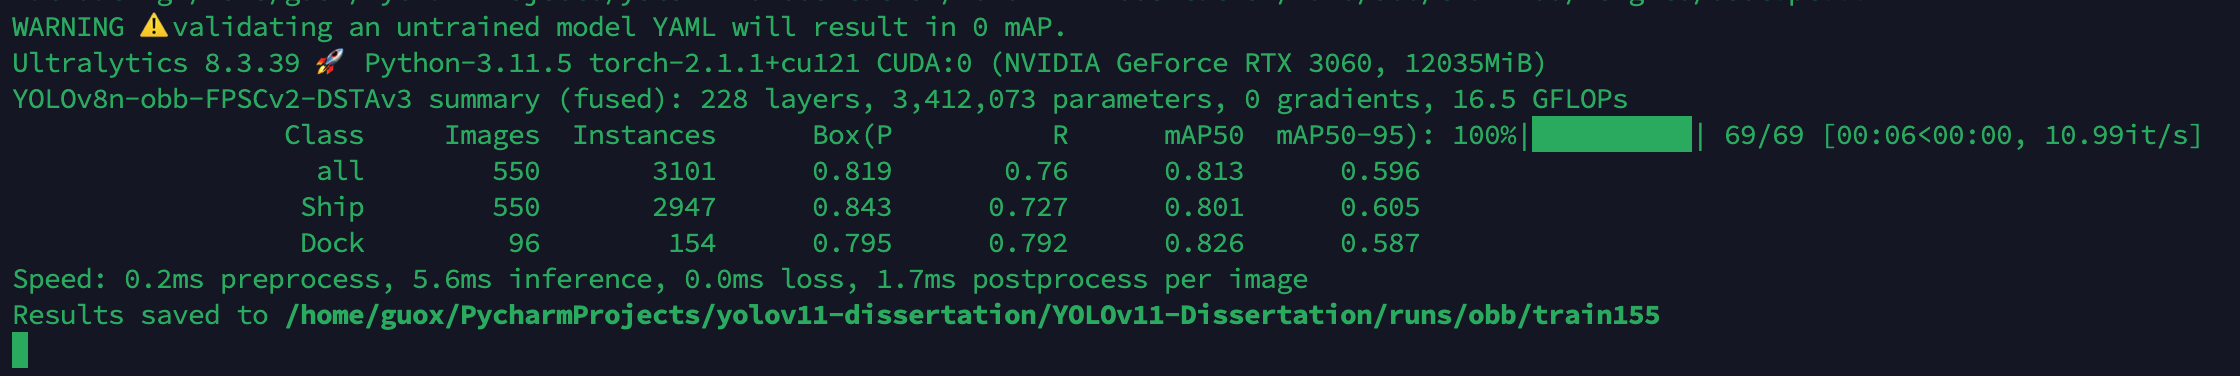 WARNING ⚠️validating an untrained model YAML will result in 0 mAP.
Ultralytics 8.3.39 🚀 Python-3.11.5 torch-2.1.1+cu121 CUDA:0 (NVIDIA GeForce RTX 3060, 12035MiB)
YOLOv8n-obb-FPSCv2-DSTAv3 summary (fused): 228 layers, 3,412,073 parameters, 0 gradients, 16.5 GFLOPs
Class Images Instances Box(P R mAP50 mAP50-95): 100%|██████████| 69/69 [00:06<00:00, 10.99it/s]
all 550 3101 0.819 0.76 0.813 0.596
Ship 550 2947 0.843 0.727 0.801 0.605
Dock 96 154 0.795 0.792 0.826 0.587
Speed: 0.2ms preprocess, 5.6ms inference, 0.0ms loss, 1.7ms postprocess per image
Results saved to /home/guox/PycharmProjects/yolov11-dissertation/YOLOv11-Dissertation/runs/obb/train155